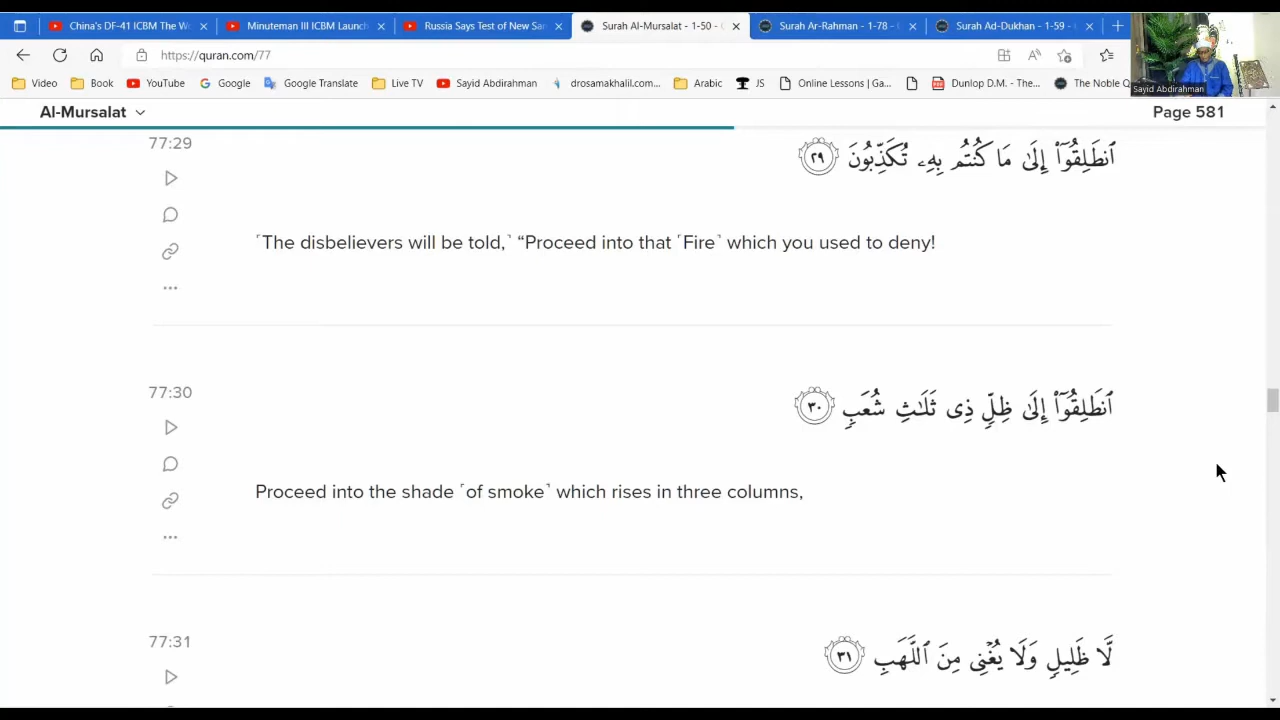 China's DF-41 ICBM The W
Minuteman III ICBM Launch
Russia Says Test of New Sar
Surah Al-Mursalat - 1-50 -
Surah Ar-Rahman - 1-78 -
Surah Ad-Dukhan - 1-59 -
https://quran.com/77
Video Book YouTube Google Google Translate Live TV Sayid Abdirahman drosamakhalil.com... Arabic JS Online Lessons | Ga... Dunlop D.M. - The... The Noble Q
Sayid Abdirahman
Al-Mursalat
Page 581
77:29
ٱنطَلِقُوٓا۟ إِلَىٰ مَا كُنتُم بِهِۦ تُكَذِّبُونَ ٢٩
⸢The disbelievers will be told,⸣ “Proceed into that ⸢Fire⸣ which you used to deny!
77:30
ٱنطَلِقُوٓا۟ إِلَىٰ ظِلٍّۢ ذِى ثَلَـٰثِ شُعَبٍۢ ٣٠
Proceed into the shade ⸢of smoke⸣ which rises in three columns,
77:31
لَّا ظَلِيلٍۢ وَلَا يُغْنِى مِنَ ٱللَّهَبِ ٣١